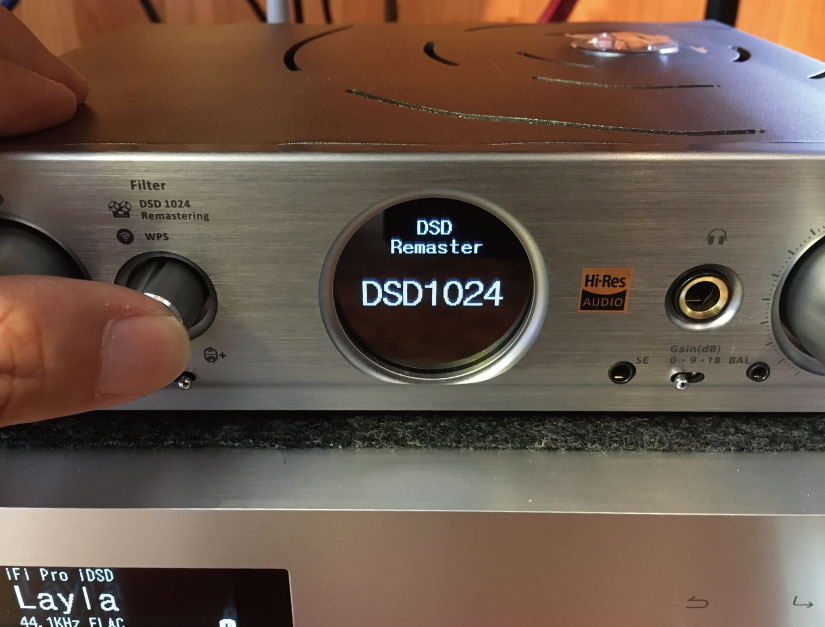 Filter
DSD 1024
Remastering
WPS
DSD
Remaster
DSD1024
Hi-Res
AUDIO
+
Gain(dB)
SE
0 · 9 · 18
BAL
iFi Pro iDSD
Layla
44.1KHz FLAC